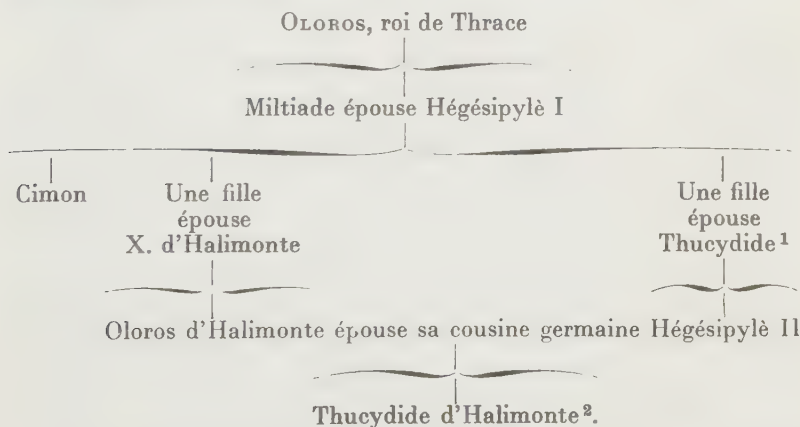 OLOROS, roi de Thrace
Miltiade épouse Hégésipylè I
Cimon
Une fille
épouse
X. d'Halimonte
Une fille
épouse
Thucydide¹
Oloros d'Halimonte épouse sa cousine germaine Hégésipylè II
Thucydide d'Halimonte².